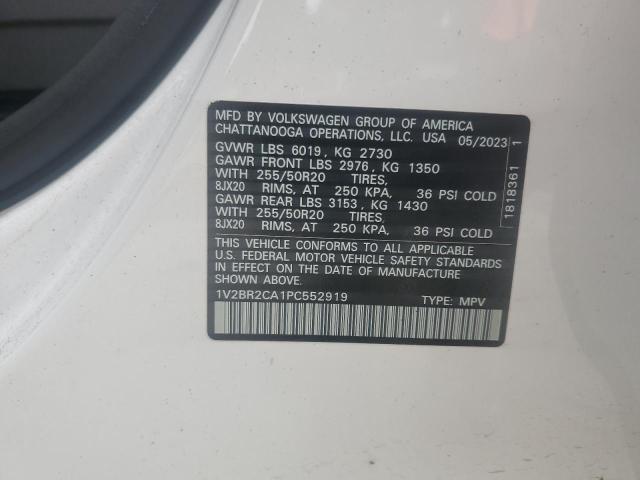 MFD BY VOLKSWAGEN GROUP OF AMERICA
CHATTANOOGA OPERATIONS, LLC. USA 05/2023
GVWR LBS 6019, KG 2730
GAWR FRONT LBS 2976, KG 1350
WITH 255/50R20 TIRES,
8JX20 RIMS, AT 250 KPA, 36 PSI COLD
GAWR REAR LBS 3153, KG 1430
WITH 255/50R20 TIRES,
8JX20 RIMS, AT 250 KPA, 36 PSI COLD
THIS VEHICLE CONFORMS TO ALL APPLICABLE
U.S. FEDERAL MOTOR VEHICLE SAFETY STANDARDS
IN EFFECT ON THE DATE OF MANUFACTURE
SHOWN ABOVE.
1V2BR2CA1PC552919 TYPE: MPV
1818361 1